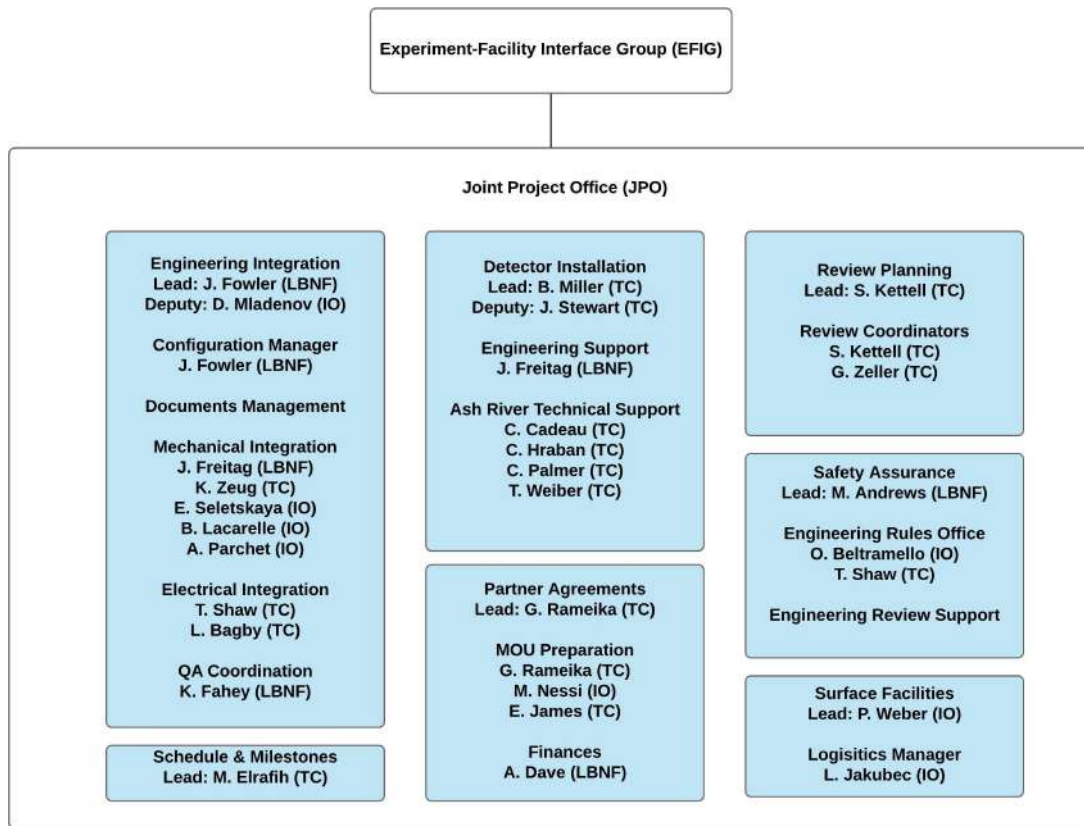 Experiment-Facility Interface Group (EFIG)
Joint Project Office (JPO)
Engineering Integration
Lead: J. Fowler (LBNF)
Deputy: D. Mladenov (IO)
Configuration Manager
J. Fowler (LBNF)
Documents Management
Mechanical Integration
J. Freitag (LBNF)
K. Zeug (TC)
E. Seletskaya (IO)
B. Lacarelle (IO)
A. Parchet (IO)
Electrical Integration
T. Shaw (TC)
L. Bagby (TC)
QA Coordination
K. Fahey (LBNF)
Schedule & Milestones
Lead: M. Elrafih (TC)
Detector Installation
Lead: B. Miller (TC)
Deputy: J. Stewart (TC)
Engineering Support
J. Freitag (LBNF)
Ash River Technical Support
C. Cadeau (TC)
C. Hraban (TC)
C. Palmer (TC)
T. Weiber (TC)
Partner Agreements
Lead: G. Rameika (TC)
MOU Preparation
G. Rameika (TC)
M. Nessi (IO)
E. James (TC)
Finances
A. Dave (LBNF)
Review Planning
Lead: S. Kettell (TC)
Review Coordinators
S. Kettell (TC)
G. Zeller (TC)
Safety Assurance
Lead: M. Andrews (LBNF)
Engineering Rules Office
O. Beltramello (IO)
T. Shaw (TC)
Engineering Review Support
Surface Facilities
Lead: P. Weber (IO)
Logisitics Manager
L. Jakubec (IO)